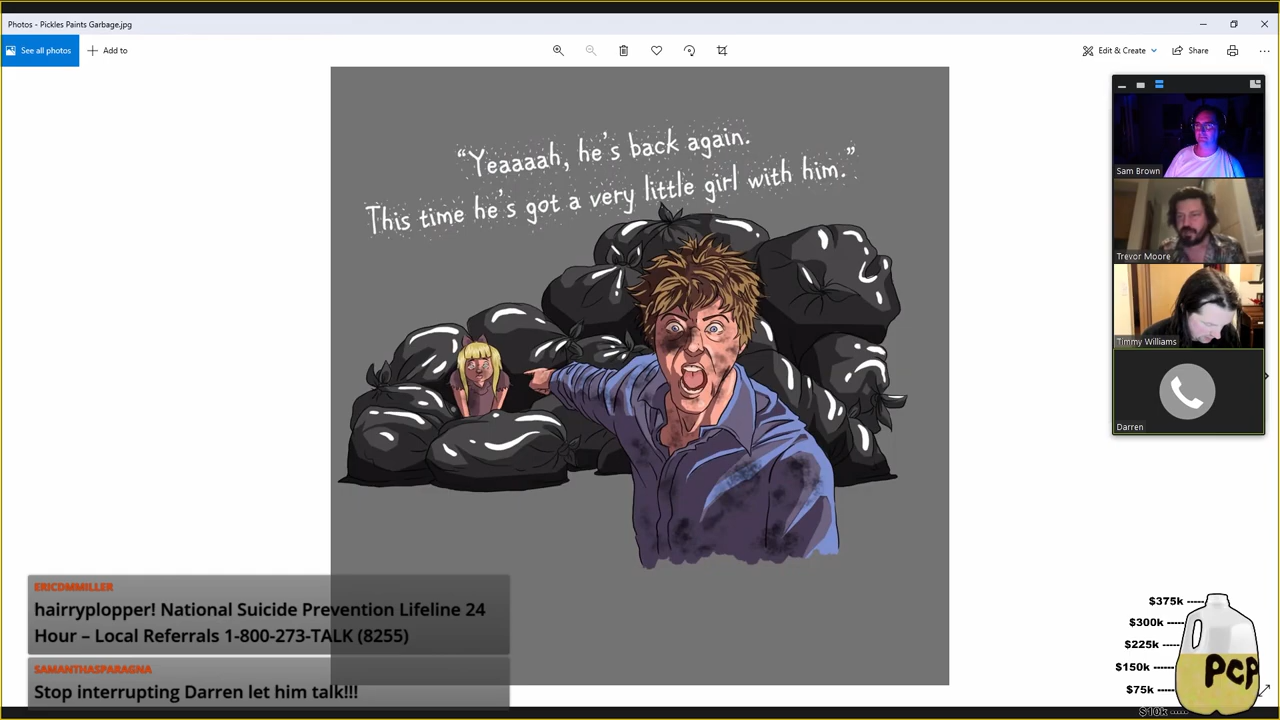 Photos - Pickles Paints Garbage.jpg
See all photos
Add to
Edit & Create
Share
“Yeaaaah, he’s back again.
This time he’s got a very little girl with him.”
Sam Brown
Trevor Moore
Timmy Williams
Darren
ERICDMMILLER
hairryplopper! National Suicide Prevention Lifeline 24
Hour – Local Referrals 1-800-273-TALK (8255)
SAMANTHASPARAGNA
Stop interrupting Darren let him talk!!!
$375k
$300k
$225k
$150k
$75k
$10k
PCP